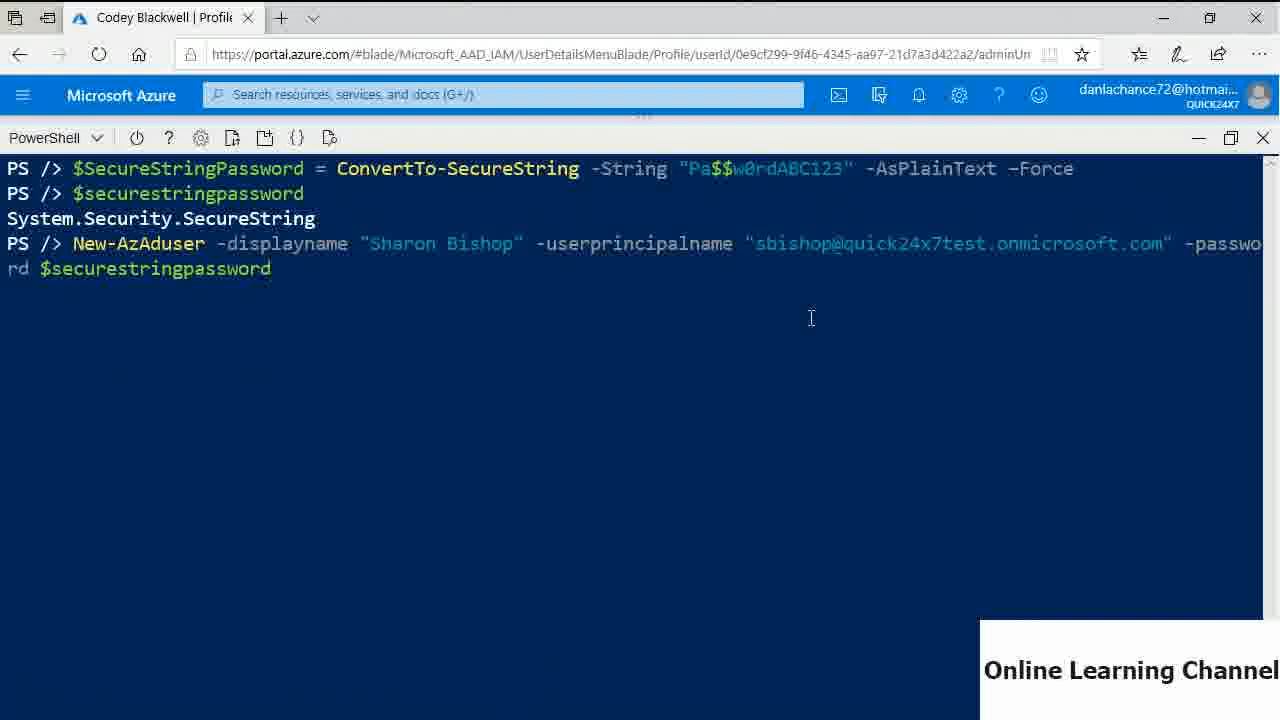 Codey Blackwell | Profile
https://portal.azure.com/#blade/Microsoft_AAD_IAM/UserDetailsMenuBlade/Profile/userId/0e9cf299-9f46-4345-aa97-21d7a3d422a2/adminUn
Microsoft Azure
Search resources, services, and docs (G+/)
danlachance72@hotmai...
QUICK24X7
PowerShell
PS /> $SecureStringPassword = ConvertTo-SecureString -String "Pa$$w0rdABC123" -AsPlainText –Force
PS /> $securestringpassword
System.Security.SecureString
PS /> New-AzAduser -displayname "Sharon Bishop" -userprincipalname "sbishop@quick24x7test.onmicrosoft.com" -passwo
rd $securestringpassword
Online Learning Channel